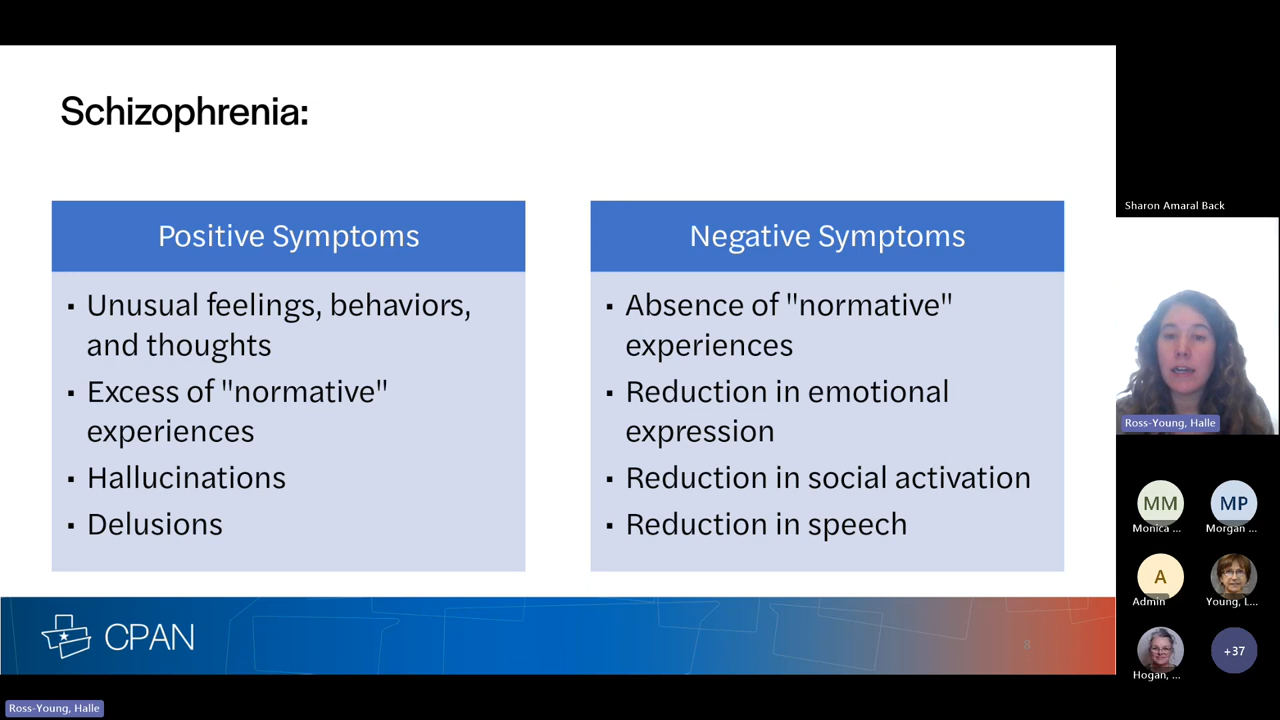 Schizophrenia:
Positive Symptoms
▪ Unusual feelings, behaviors,
and thoughts
▪ Excess of "normative"
experiences
▪ Hallucinations
▪ Delusions
Negative Symptoms
▪ Absence of "normative"
experiences
▪ Reduction in emotional
expression
▪ Reduction in social activation
▪ Reduction in speech
CPAN
8
Sharon Amaral Back
Ross-Young, Halle
MM
Monica ...
MP
Morgan ...
A
Admin
Young, L...
Hogan, ...
+37
Ross-Young, Halle